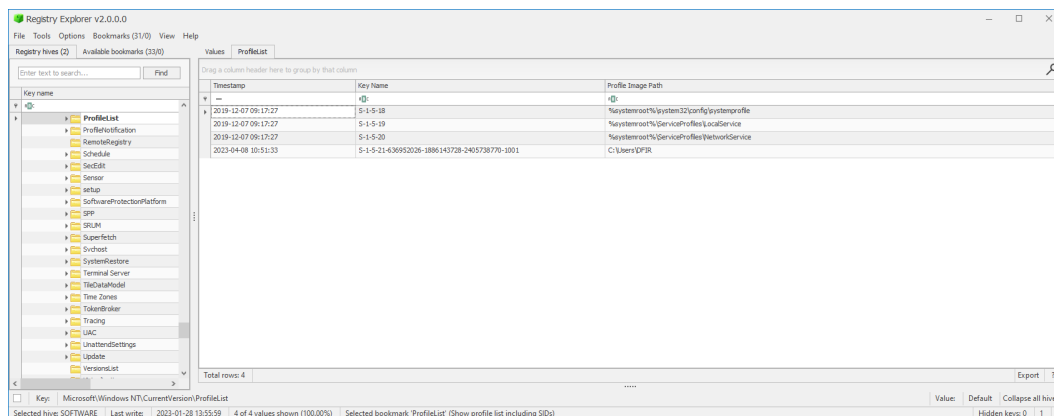 Registry Explorer v2.0.0.0
File Tools Options Bookmarks (31/0) View Help
Registry hives (2) Available bookmarks (33/0) Values ProfileList
Enter text to search... Find
Drag a column header here to group by that column
Key name
Timestamp Key Name Profile Image Path
2019-12-07 09:17:27 S-1-5-18 %systemroot%\system32\config\systemprofile
2019-12-07 09:17:27 S-1-5-19 %systemroot%\ServiceProfiles\LocalService
2019-12-07 09:17:27 S-1-5-20 %systemroot%\ServiceProfiles\NetworkService
2023-04-08 10:51:33 S-1-5-21-636952026-1886143728-2405738770-1001 C:\Users\DFIR
ProfileList
ProfileNotification
RemoteRegistry
Schedule
SecEdit
Sensor
setup
SoftwareProtectionPlatform
SPP
SRUM
Superfetch
Svchost
SystemRestore
Terminal Server
TileDataModel
Time Zones
TokenBroker
Tracing
UAC
UnattendSettings
Update
VersionsList
Total rows: 4 Export ?
Key: Microsoft\Windows NT\CurrentVersion\ProfileList Value: Default Collapse all hive
Selected hive: SOFTWARE Last write: 2023-01-28 13:55:59 4 of 4 values shown (100.00%) Selected bookmark 'ProfileList' (Show profile list including SIDs) Hidden keys: 0 1